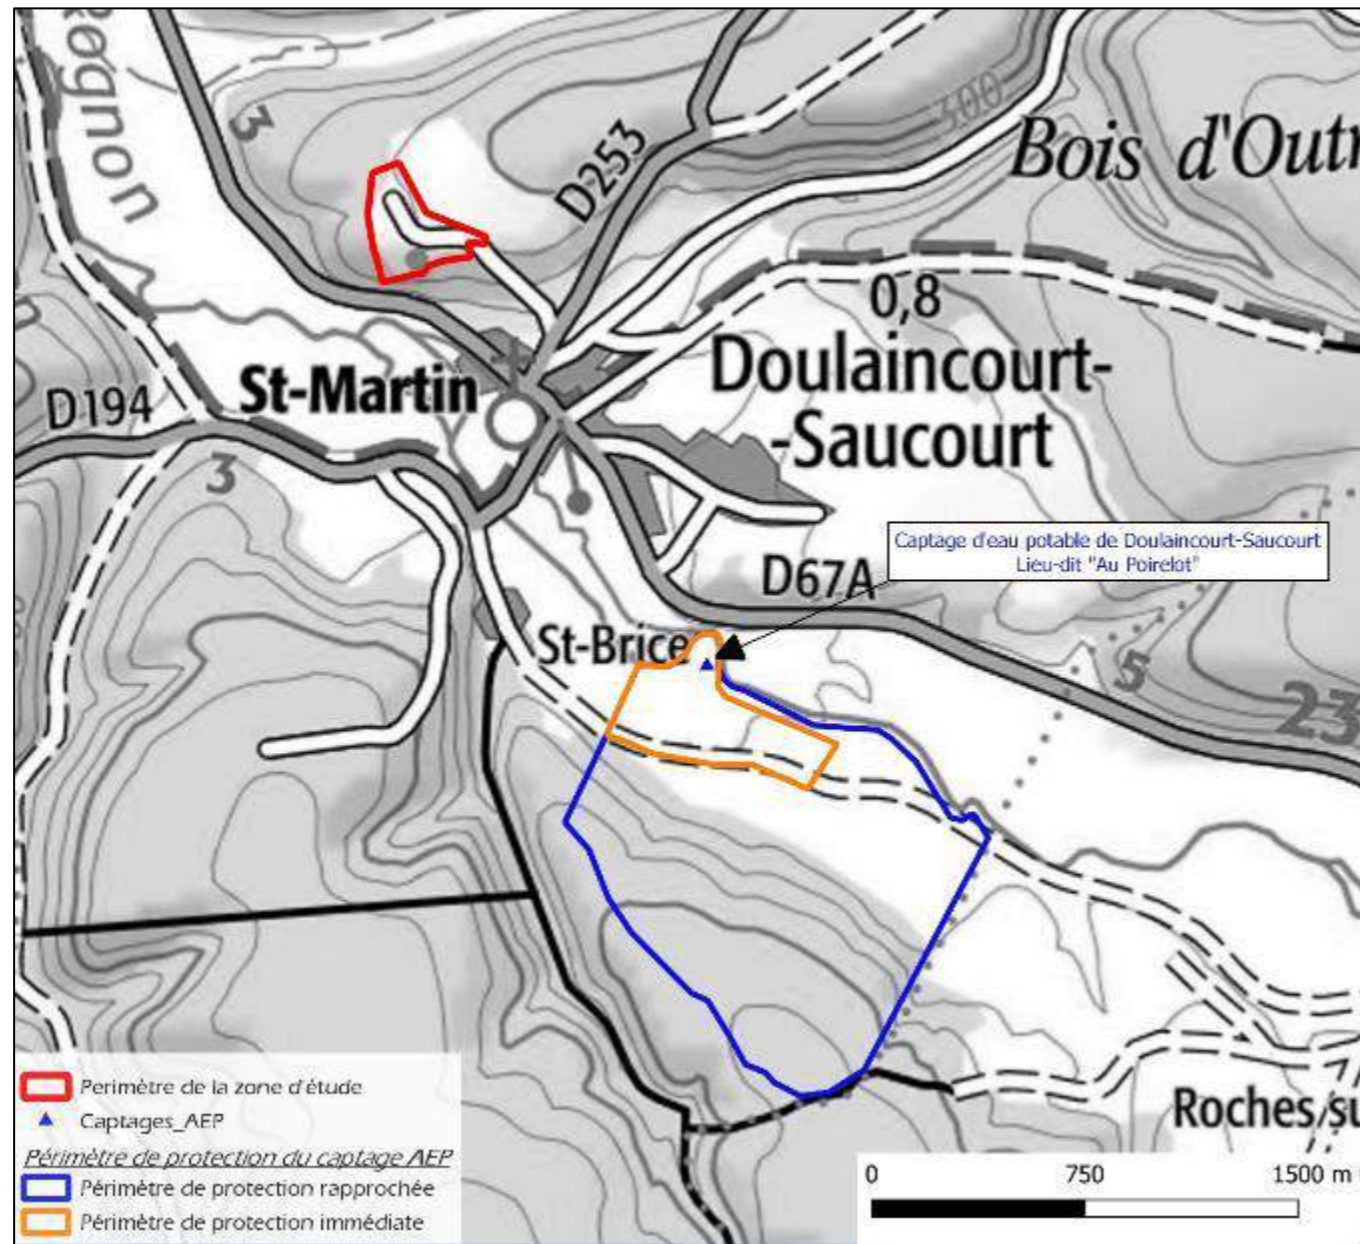 ognon
3
D253
300
Bois d'Outr
0,8
Doulaincourt-
-Saucourt
St-Martin
D194
3
Captage d'eau potable de Doulaincourt-Saucourt
Lieu-dit "Au Poirelot"
D67A
St-Brice
5
23
Roches/su
Perimètre de la zone d'étude
Captages_AEP
Périmètre de protection du captage AEP
Périmètre de protection rapprochée
Périmètre de protection immédiate
0 750 1500 m